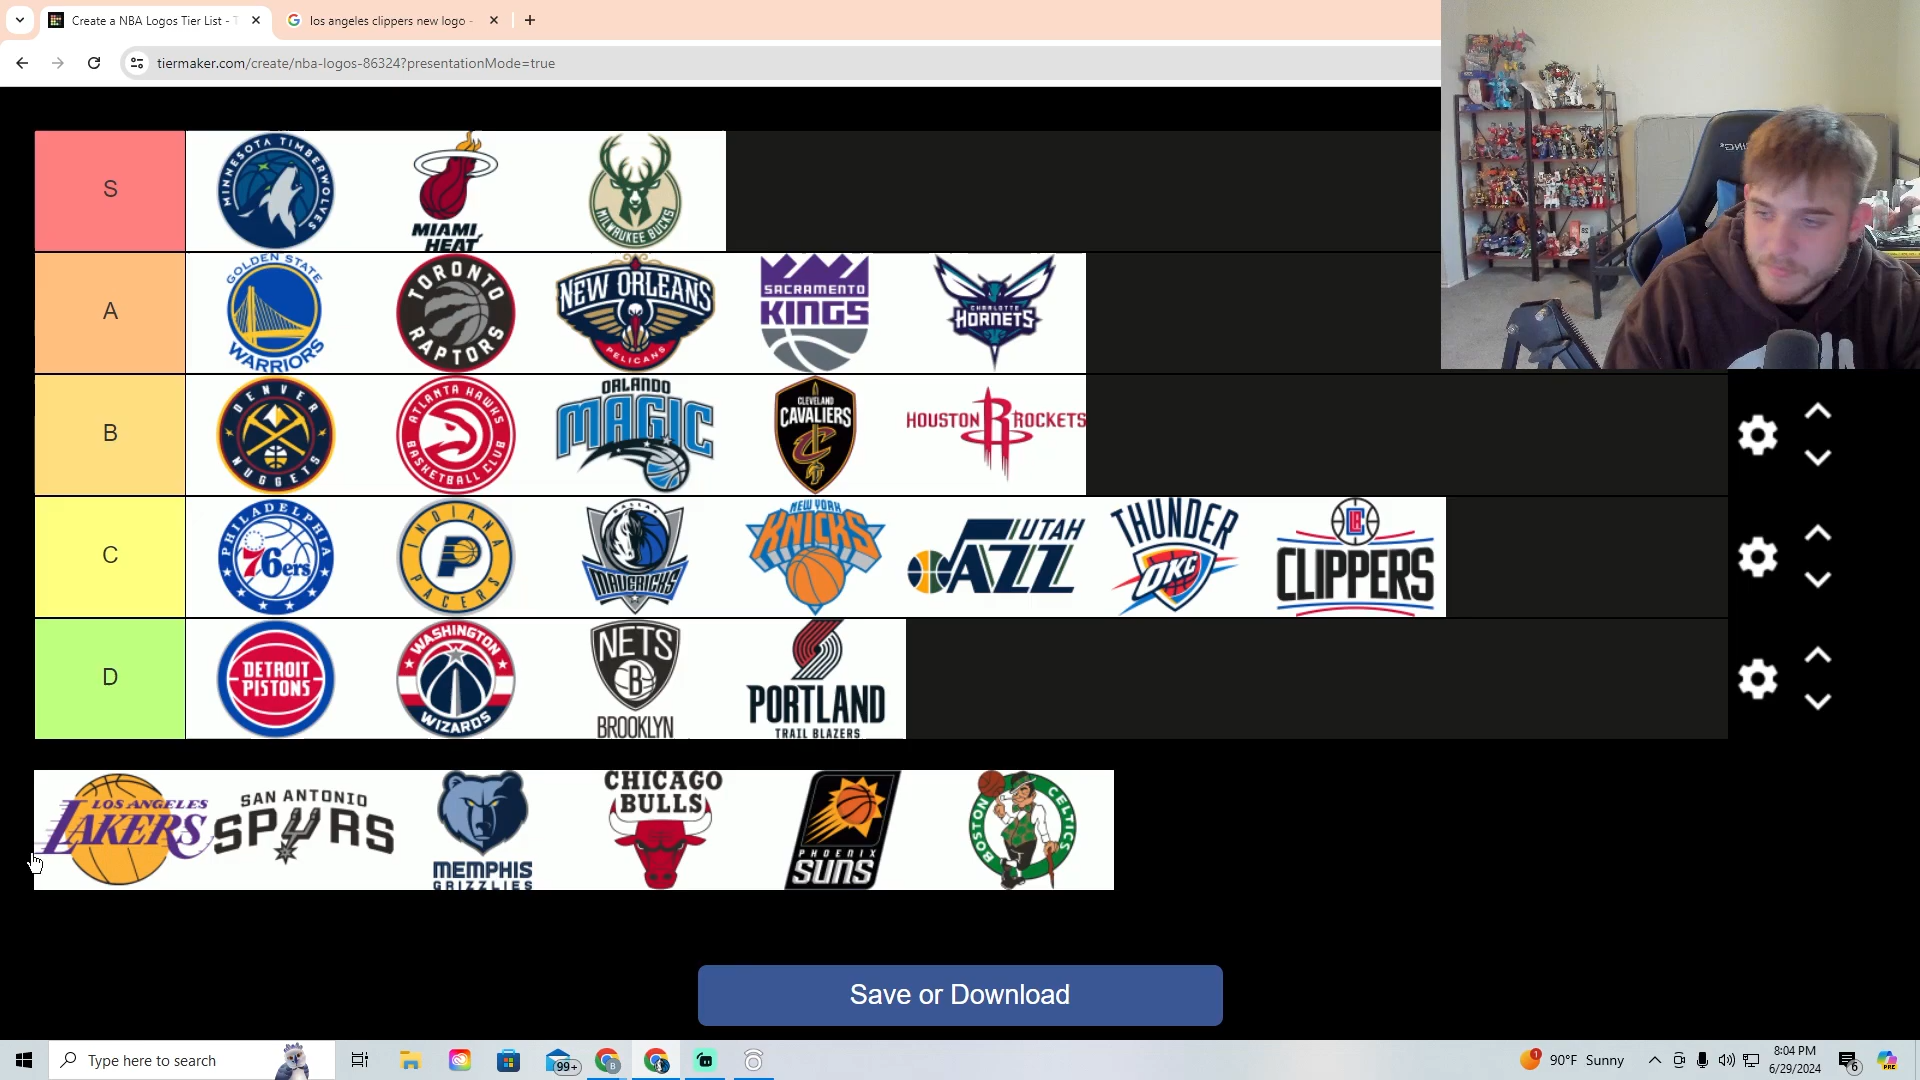 Create a NBA Logos Tier List - T
los angeles clippers new logo -
tiermaker.com/create/nba-logos-86324?presentationMode=true
S
MINNESOTA TIMBERWOLVES
MIAMI HEAT
MILWAUKEE BUCKS
A
GOLDEN STATE WARRIORS
TORONTO RAPTORS
NEW ORLEANS PELICANS
SACRAMENTO KINGS
CHARLOTTE HORNETS
B
DENVER NUGGETS
ATLANTA HAWKS BASKETBALL CLUB
ORLANDO MAGIC
CLEVELAND CAVALIERS C
HOUSTON R ROCKETS
C
PHILADELPHIA 76ers
INDIANA P PACERS
DALLAS MAVERICKS
NEW YORK KNICKS
UTAH JAZZ
THUNDER OKC
LA CLIPPERS
D
DETROIT PISTONS
WASHINGTON WIZARDS
NETS B BROOKLYN
PORTLAND TRAIL BLAZERS
LOS ANGELES LAKERS
SAN ANTONIO SPURS
MEMPHIS GRIZZLIES
CHICAGO BULLS
PHOENIX SUNS
BOSTON CELTICS
Save or Download
Type here to search
99+
B
1
90°F Sunny
8:04 PM
6/29/2024
6
PRE